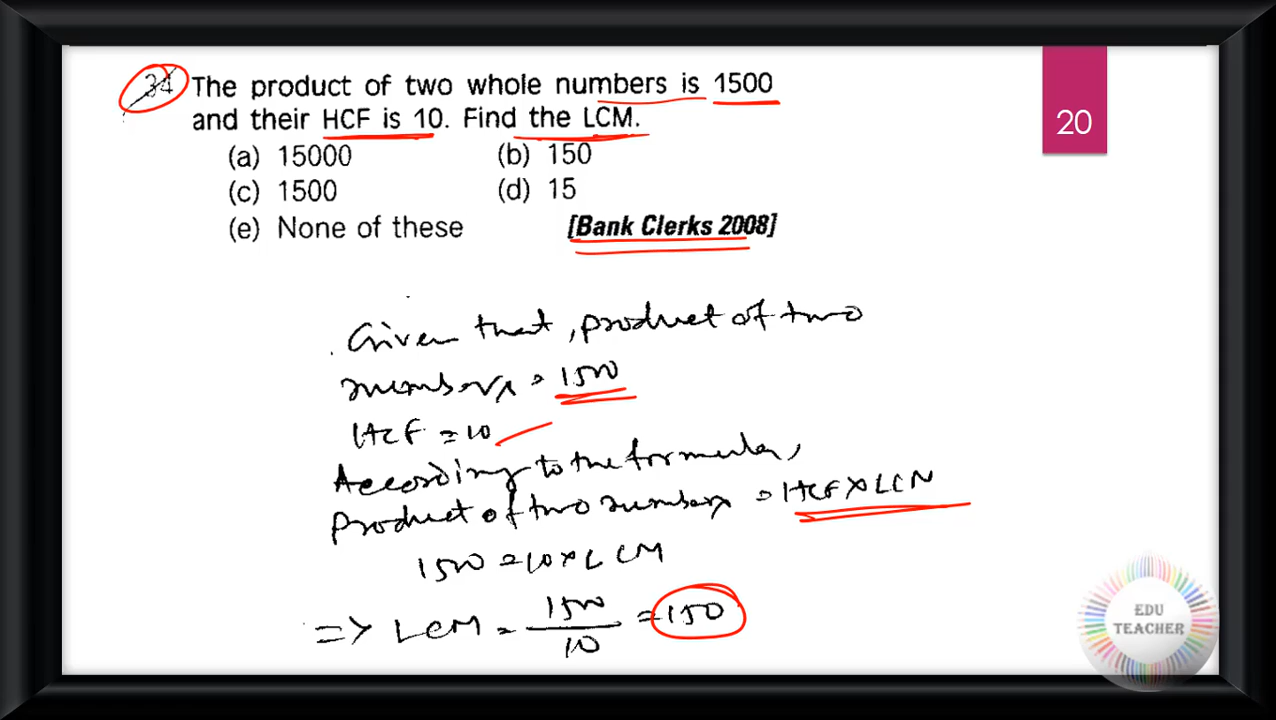 34 The product of two whole numbers is 1500
and their HCF is 10. Find the LCM.
(a) 15000 (b) 150
(c) 1500 (d) 15
(e) None of these [Bank Clerks 2008]
20
Given that, product of two
numbers = 1500
HCF = 10
According to the formula,
Product of two numbers = HCF × LCM
1500 = 10 × LCM
=> LCM = 1500/10 = 150
EDU
TEACHER